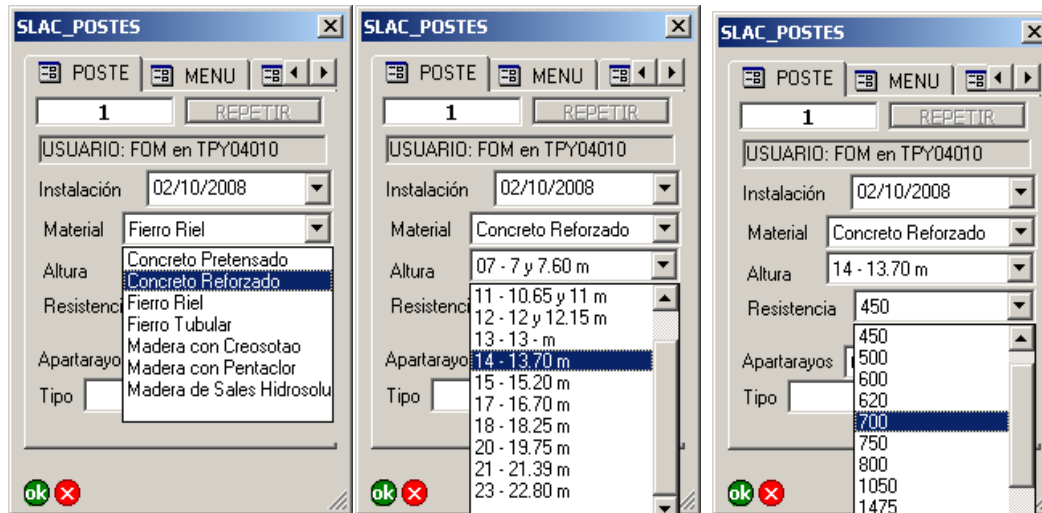 SLAC_POSTES
POSTE MENU
1 REPETIR
USUARIO: FOM en TPY04010
Instalación 02/10/2008
Material Fierro Riel
Concreto Pretensado
Altura
Concreto Reforzado
Resistenci
Fierro Riel
Fierro Tubular
Madera con Creosotao
Apartarayo
Madera con Pentaclor
Tipo
Madera de Sales Hidrosolu
ok
SLAC_POSTES
POSTE MENU
1 REPETIR
USUARIO: FOM en TPY04010
Instalación 02/10/2008
Material Concreto Reforzado
Altura 07 - 7 y 7.60 m
Resistenci
11 - 10.65 y 11 m
12 - 12 y 12.15 m
13 - 13 - m
Apartarayo
14 - 13.70 m
15 - 15.20 m
Tipo
17 - 16.70 m
18 - 18.25 m
20 - 19.75 m
21 - 21.39 m
23 - 22.80 m
ok
SLAC_POSTES
POSTE MENU
1 REPETIR
USUARIO: FOM en TPY04010
Instalación 02/10/2008
Material Concreto Reforzado
Altura 14 - 13.70 m
Resistencia 450
450
Apartarayos
500
600
Tipo
620
700
750
800
1050
1475
ok